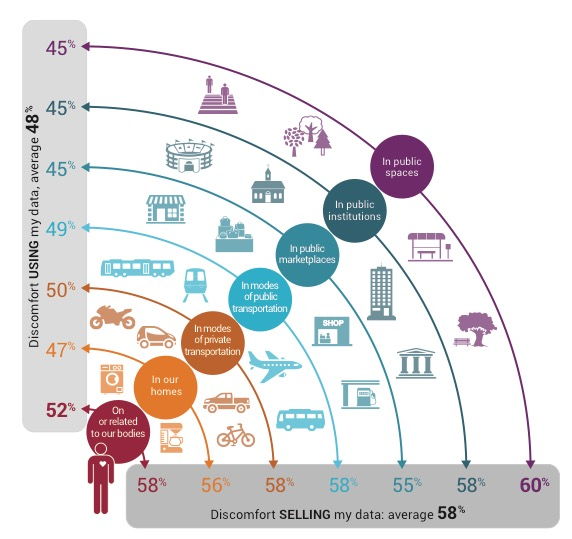 45%
45%
45%
49%
50%
47%
52%
Discomfort USING my data, average 48%
In public
spaces
In public
institutions
In public
marketplaces
In modes
of public
transportation
In modes
of private
transportation
In our
homes
On
or related
to our bodies
SHOP
58%
56%
58%
58%
55%
58%
60%
Discomfort SELLING my data: average 58%